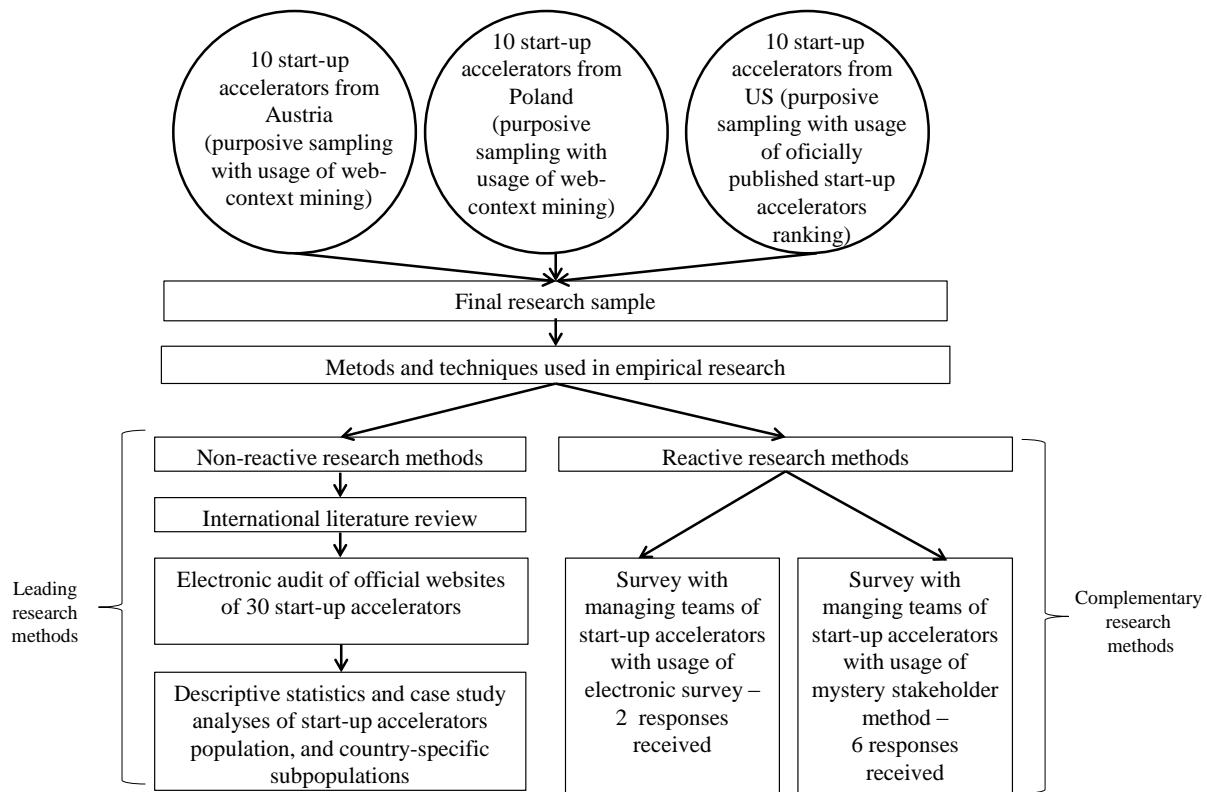 10 start-up
accelerators from
Austria
(purposive sampling
with usage of web-
context mining)
10 start-up
accelerators from
Poland
(purposive
sampling with
usage of web-
context mining)
10 start-up
accelerators from
US (purposive
sampling with usage
of oficially
published start-up
accelerators
ranking)
Final research sample
Metods and techniques used in empirical research
Non-reactive research methods
Reactive research methods
International literature review
Electronic audit of official websites
of 30 start-up accelerators
Descriptive statistics and case study
analyses of start-up accelerators
population, and country-specific
subpopulations
Leading
research
methods
Survey with
managing teams of
start-up accelerators
with usage of
electronic survey –
2 responses
received
Survey with
manging teams of
start-up accelerators
with usage of
mystery stakeholder
method –
6 responses
received
Complementary
research
methods